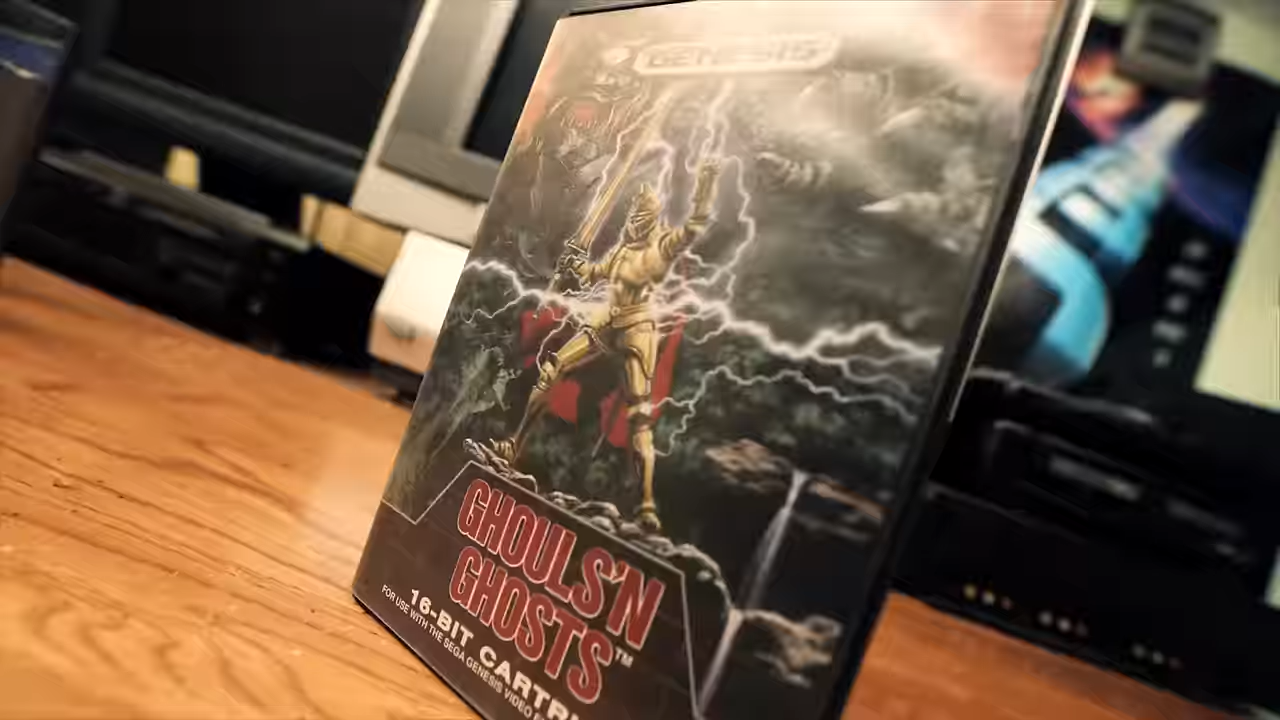 GENESIS
GHOULS'N
GHOSTS™
16-BIT CARTRI
FOR USE WITH THE SEGA GENESIS VIDEO